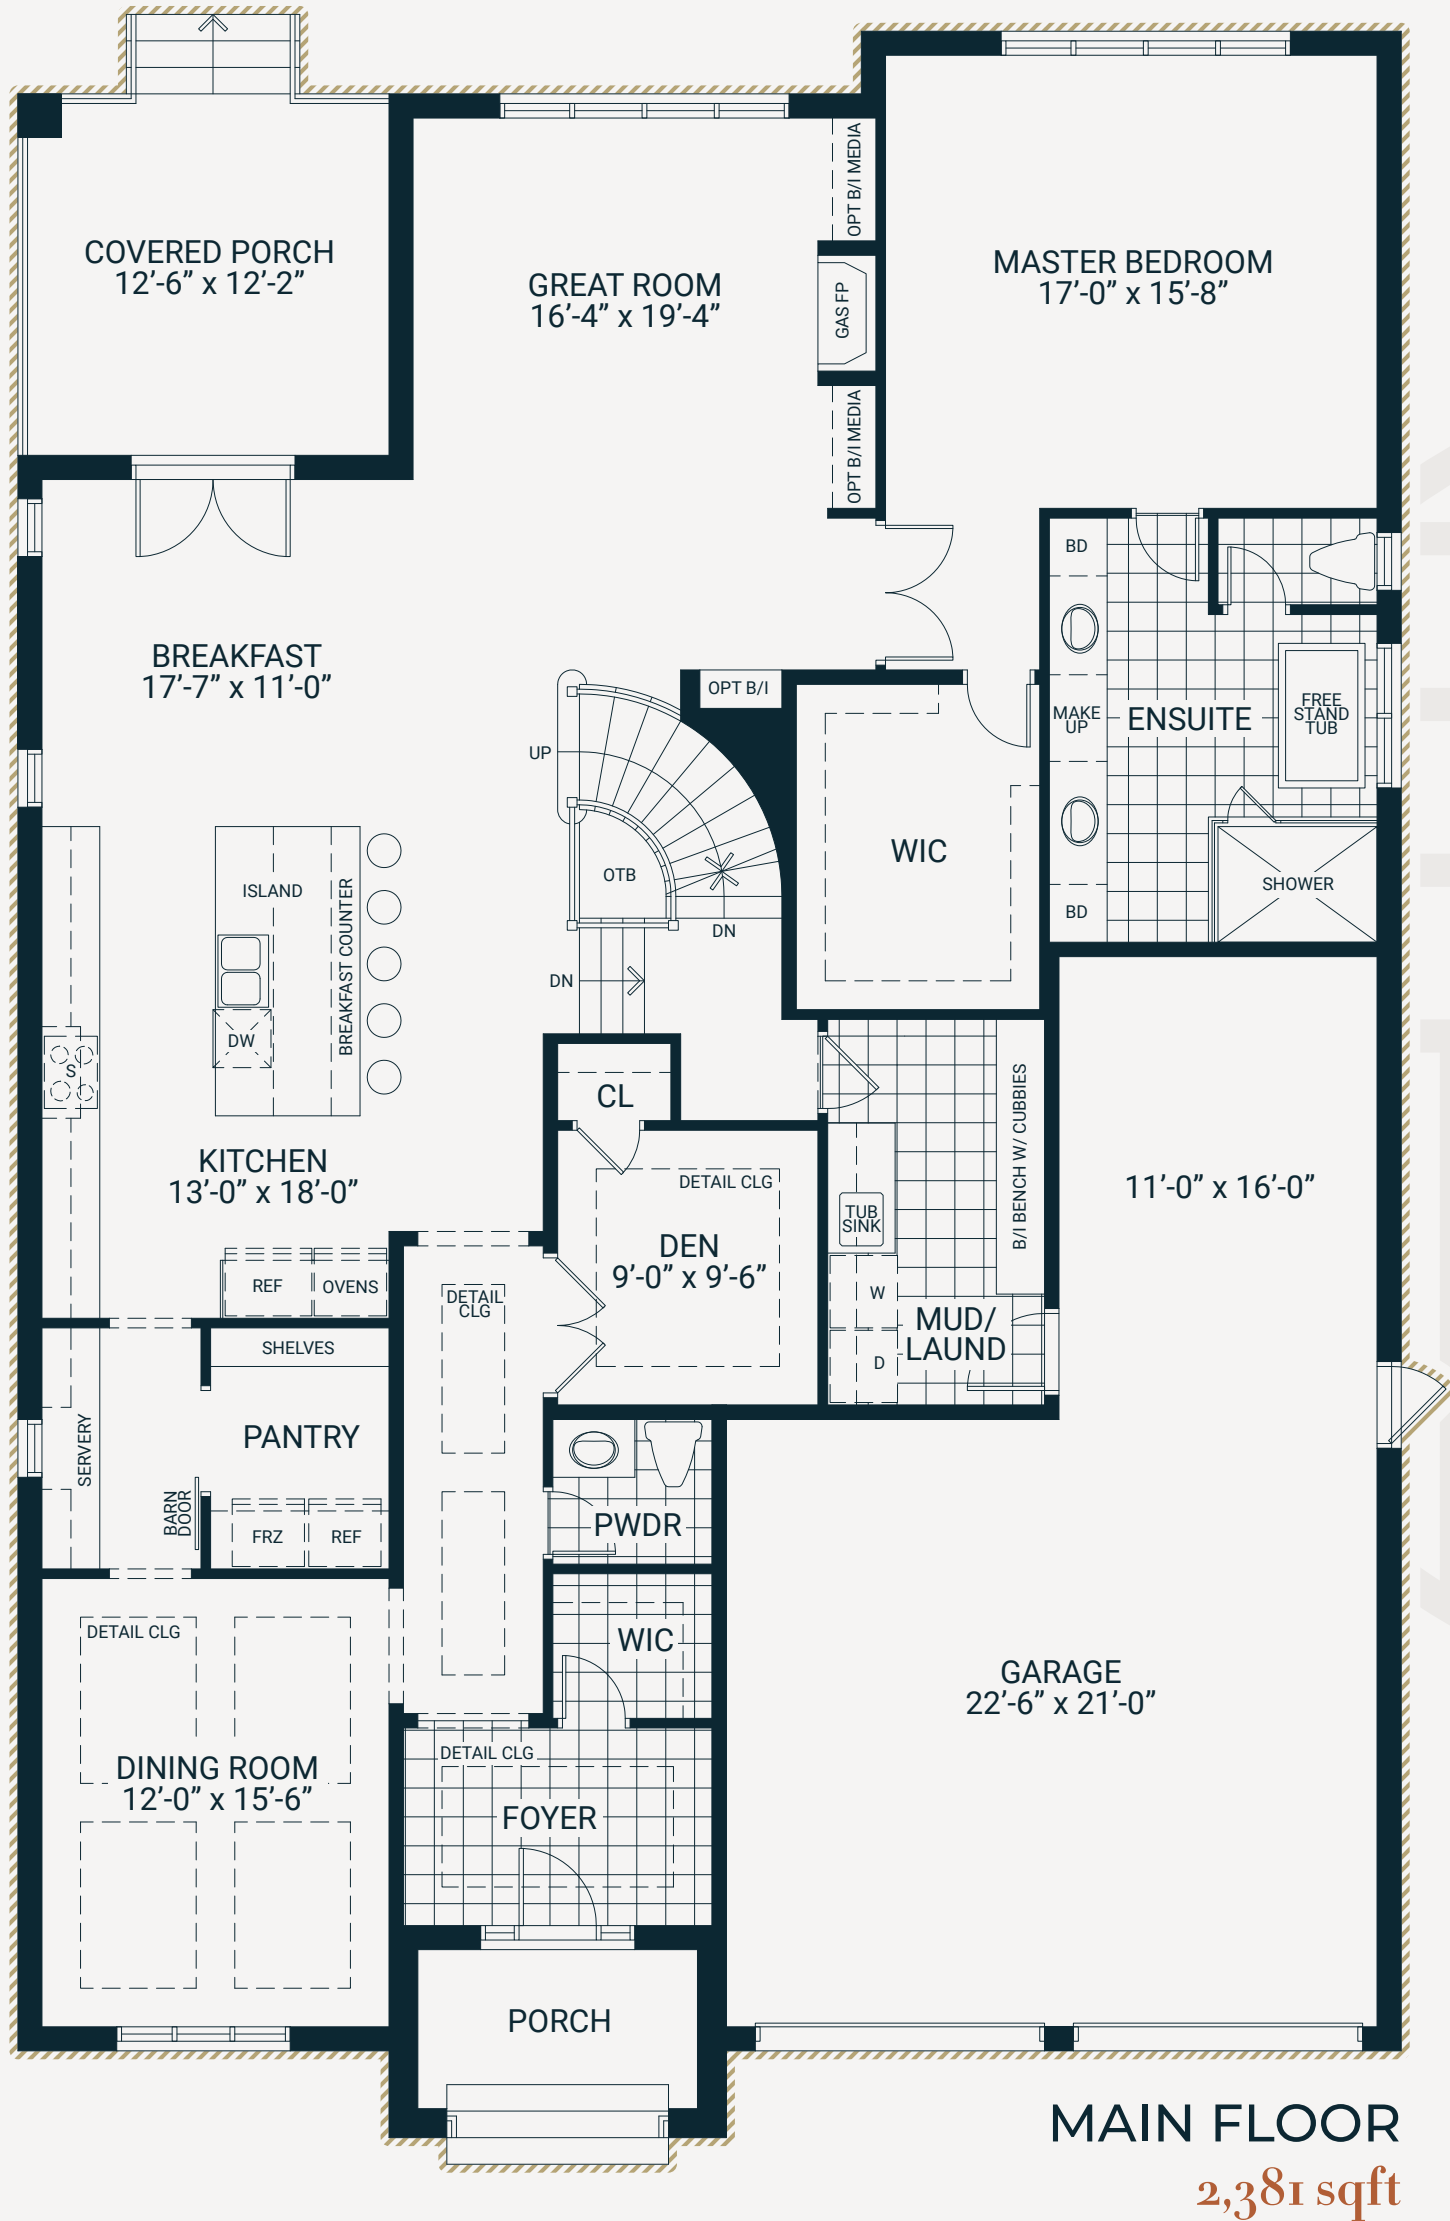 OPT B/I MEDIA
COVERED PORCH
12’-6” x 12’-2”
GREAT ROOM
16’-4” x 19’-4”
GAS FP
MASTER BEDROOM
17’-0” x 15’-8”
OPT B/I MEDIA
BD
BREAKFAST
17’-7” x 11’-0”
OPT B/I
UP
MAKE
UP
ENSUITE
FREE
STAND
TUB
WIC
SHOWER
BD
OTB
DN
DN
ISLAND
BREAKFAST COUNTER
DW
S
CL
B/I BENCH W/ CUBBIES
KITCHEN
13’-0” x 18’-0”
DETAIL CLG
TUB
SINK
11’-0” x 16’-0”
DEN
9’-0” x 9’-6”
REF
OVENS
DETAIL
CLG
W
MUD/
LAUND
D
SHELVES
SERVERY
PANTRY
BARN
DOOR
FRZ
REF
PWDR
DETAIL CLG
WIC
GARAGE
22’-6” x 21’-0”
DINING ROOM
12’-0” x 15’-6”
DETAIL CLG
FOYER
PORCH
MAIN FLOOR
2,381 sqft